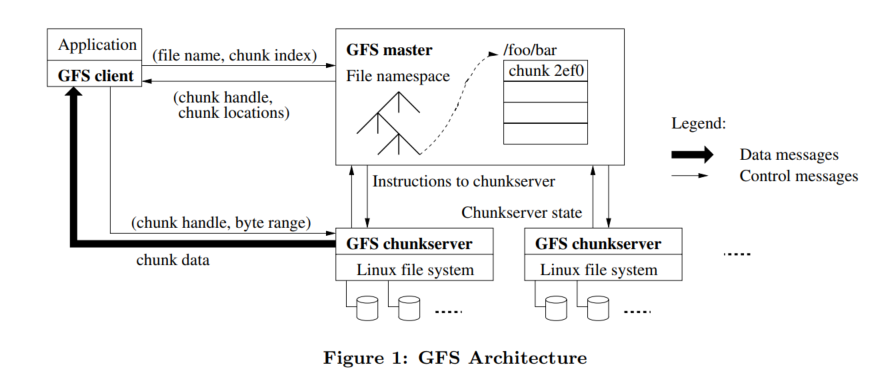 Application
GFS client
(file name, chunk index)
(chunk handle,
chunk locations)
GFS master
File namespace
/foo/bar
chunk 2ef0
Legend:
Data messages
Control messages
Instructions to chunkserver
Chunkserver state
(chunk handle, byte range)
chunk data
GFS chunkserver
Linux file system
GFS chunkserver
Linux file system
Figure 1: GFS Architecture